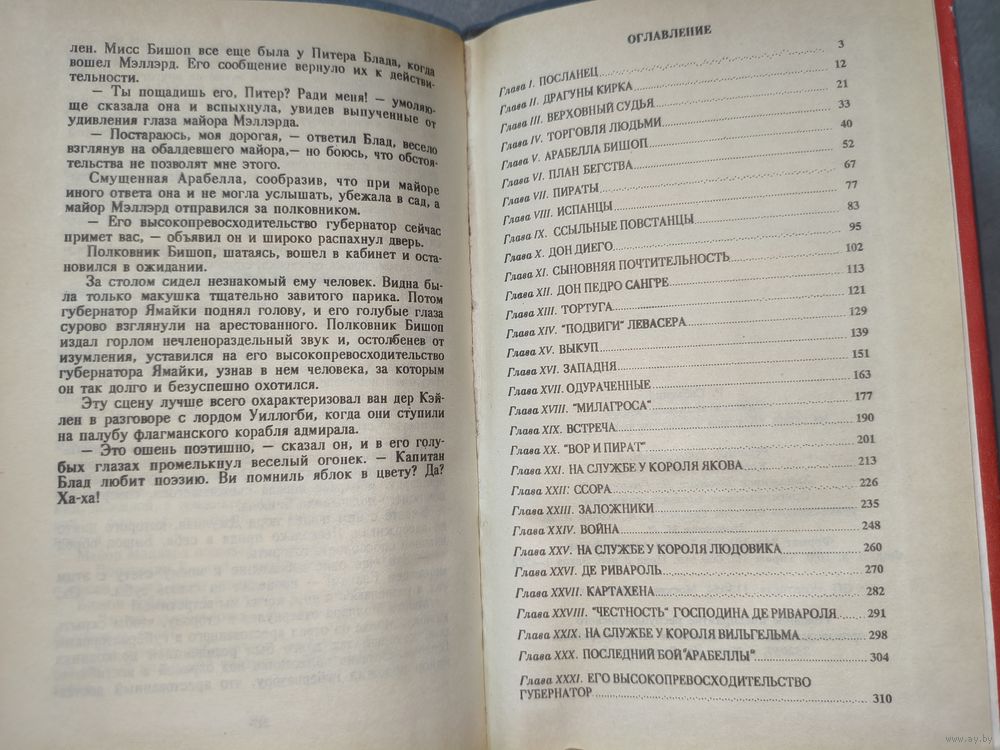 лен. Мисс Бишоп все еще была у Питера Блада, когда
вошел Мэллэрд. Его сообщение вернуло их к действи-
тельности.
— Ты пощадишь его, Питер? Ради меня! — умоляю-
ще сказала она и вспыхнула, увидев выпученные от
удивления глаза майора Мэллэрда.
— Постараюсь, моя дорогая, — ответил Блад, весело
взглянув на обалдевшего майора,— но боюсь, что обстоя-
тельства не позволят мне этого.
Смущенная Арабелла, сообразив, что при майоре
иного ответа она и не могла услышать, убежала в сад, а
майор Мэллэрд отправился за полковником.
— Его высокопревосходительство губернатор сейчас
примет вас, — объявил он и широко распахнул дверь.
Полковник Бишоп, шатаясь, вошел в кабинет и оста-
новился в ожидании.
За столом сидел незнакомый ему человек. Видна бы-
ла только макушка тщательно завитого парика. Потом
губернатор Ямайки поднял голову, и его голубые глаза
сурово взглянули на арестованного. Полковник Бишоп
издал горлом нечленораздельный звук и, остолбенев от
изумления, уставился на его высокопревосходительство
губернатора Ямайки, узнав в нем человека, за которым
он так долго и безуспешно охотился.
Эту сцену лучше всего охарактеризовал ван дер Кэй-
лен в разговоре с лордом Уиллогби, когда они ступили
на палубу флагманского корабля адмирала.
— Это ошень поэтишно, — сказал он, и в его голу-
бых глазах промелькнул веселый огонек. — Капитан
Блад любит поэзию. Ви помниль яблок в цвету? Да?
Ха-ха!
ОГЛАВЛЕНИЕ
Глава I. ПОСЛАНЕЦ 3
Глава II. ДРАГУНЫ КИРКА 12
Глава III. ВЕРХОВНЫЙ СУДЬЯ 21
Глава IV. ТОРГОВЛЯ ЛЮДЬМИ 33
Глава V. АРАБЕЛЛА БИШОП 40
Глава VI. ПЛАН БЕГСТВА 52
Глава VII. ПИРАТЫ 67
Глава VIII. ИСПАНЦЫ 77
Глава IX. ССЫЛЬНЫЕ ПОВСТАНЦЫ 83
Глава X. ДОН ДИЕГО 95
Глава XI. СЫНОВНЯЯ ПОЧТИТЕЛЬНОСТЬ 102
Глава XII. ДОН ПЕДРО САНГРЕ 113
Глава XIII. ТОРТУГА 121
Глава XIV. "ПОДВИГИ" ЛЕВАСЕРА 129
Глава XV. ВЫКУП 139
Глава XVI. ЗАПАДНЯ 151
Глава XVII. ОДУРАЧЕННЫЕ 163
Глава XVIII. "МИЛАГРОСА" 177
Глава XIX. ВСТРЕЧА 190
Глава XX. "ВОР И ПИРАТ" 201
Глава XXI. НА СЛУЖБЕ У КОРОЛЯ ЯКОВА 213
Глава XXII: ССОРА 226
Глава XXIII. ЗАЛОЖНИКИ 235
Глава XXIV. ВОЙНА 248
Глава XXV. НА СЛУЖБЕ У КОРОЛЯ ЛЮДОВИКА 260
Глава XXVI. ДЕ РИВАРОЛЬ 270
Глава XXVII. КАРТАХЕНА 282
Глава XXVIII. "ЧЕСТНОСТЬ" ГОСПОДИНА ДЕ РИВАРОЛЯ 291
Глава XXIX. НА СЛУЖБЕ У КОРОЛЯ ВИЛЬГЕЛЬМА 298
Глава XXX. ПОСЛЕДНИЙ БОЙ "АРАБЕЛЛЫ" 304
Глава XXXI. ЕГО ВЫСОКОПРЕВОСХОДИТЕЛЬСТВО
ГУБЕРНАТОР 310
www.ay.by